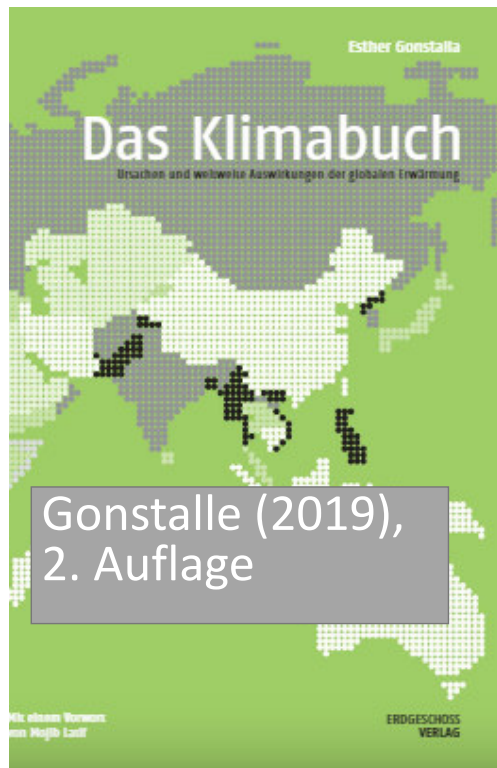 Esther Gonstalla
Das Klimabuch
Ursachen und weltweite Auswirkungen der globalen Erwärmung
Gonstalle (2019),
2. Auflage
Mit einem Vorwort
von Mojib Latif
ERDGESCHOSS
VERLAG